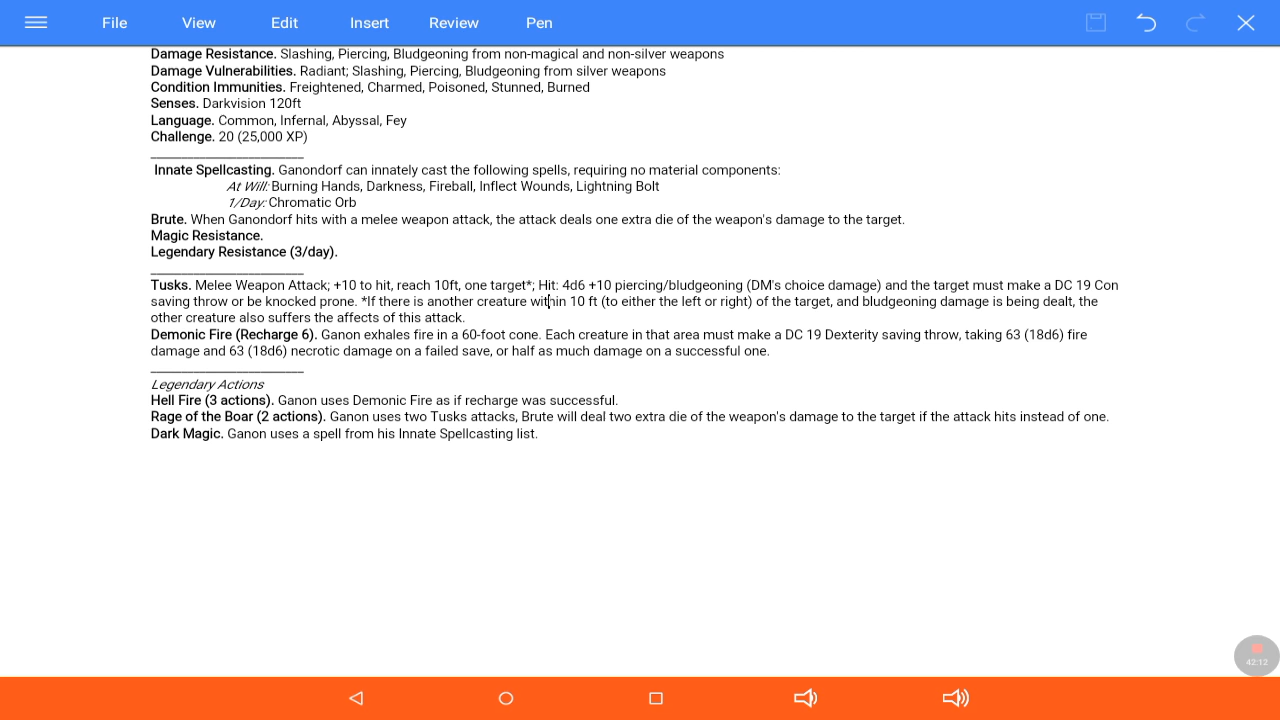 File View Edit Insert Review Pen
Damage Resistance. Slashing, Piercing, Bludgeoning from non-magical and non-silver weapons
Damage Vulnerabilities. Radiant; Slashing, Piercing, Bludgeoning from silver weapons
Condition Immunities. Freightened, Charmed, Poisoned, Stunned, Burned
Senses. Darkvision 120ft
Language. Common, Infernal, Abyssal, Fey
Challenge. 20 (25,000 XP)
Innate Spellcasting. Ganondorf can innately cast the following spells, requiring no material components:
At Will: Burning Hands, Darkness, Fireball, Inflect Wounds, Lightning Bolt
1/Day: Chromatic Orb
Brute. When Ganondorf hits with a melee weapon attack, the attack deals one extra die of the weapon's damage to the target.
Magic Resistance.
Legendary Resistance (3/day).
Tusks. Melee Weapon Attack; +10 to hit, reach 10ft, one target*; Hit: 4d6 +10 piercing/bludgeoning (DM's choice damage) and the target must make a DC 19 Con
saving throw or be knocked prone. *If there is another creature within 10 ft (to either the left or right) of the target, and bludgeoning damage is being dealt, the
other creature also suffers the affects of this attack.
Demonic Fire (Recharge 6). Ganon exhales fire in a 60-foot cone. Each creature in that area must make a DC 19 Dexterity saving throw, taking 63 (18d6) fire
damage and 63 (18d6) necrotic damage on a failed save, or half as much damage on a successful one.
Legendary Actions
Hell Fire (3 actions). Ganon uses Demonic Fire as if recharge was successful.
Rage of the Boar (2 actions). Ganon uses two Tusks attacks, Brute will deal two extra die of the weapon's damage to the target if the attack hits instead of one.
Dark Magic. Ganon uses a spell from his Innate Spellcasting list.
42:12